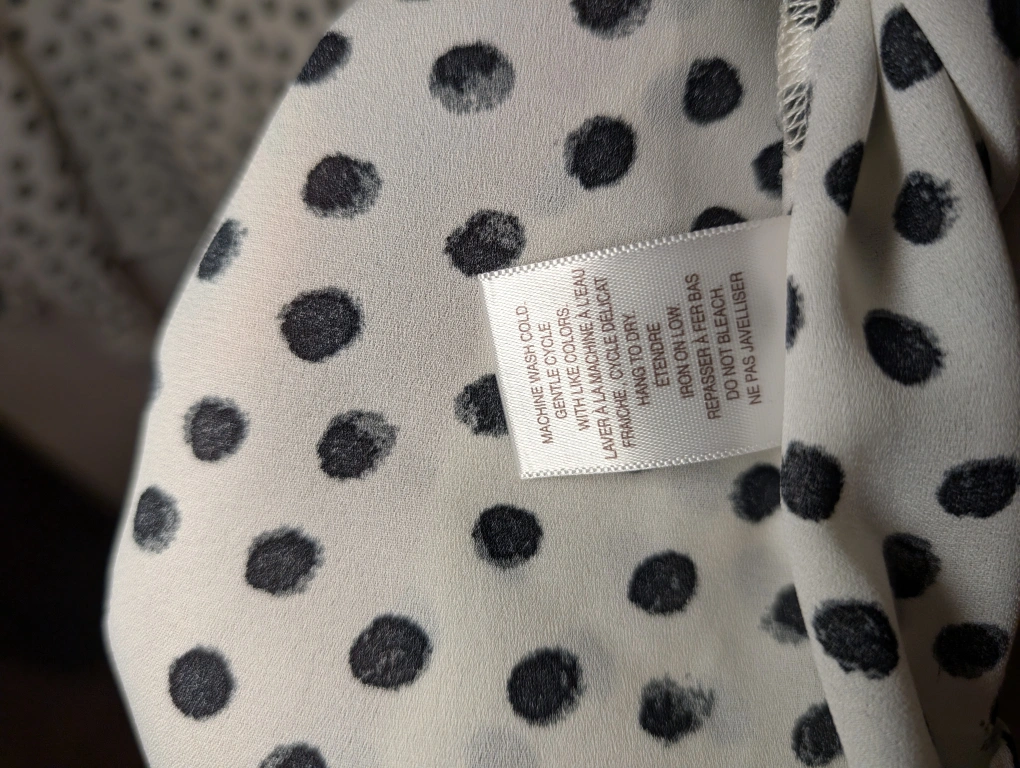 MACHINE WASH COLD.
GENTLE CYCLE
WITH LIKE COLORS.
LAVER À LA MACHINE À L'EAU
FRAICHE. CYCLE DELICAT
HANG TO DRY
ÉTENDRE
IRON ON LOW
REPASSER À FER BAS
DO NOT BLEACH.
NE PAS JAVELLISER